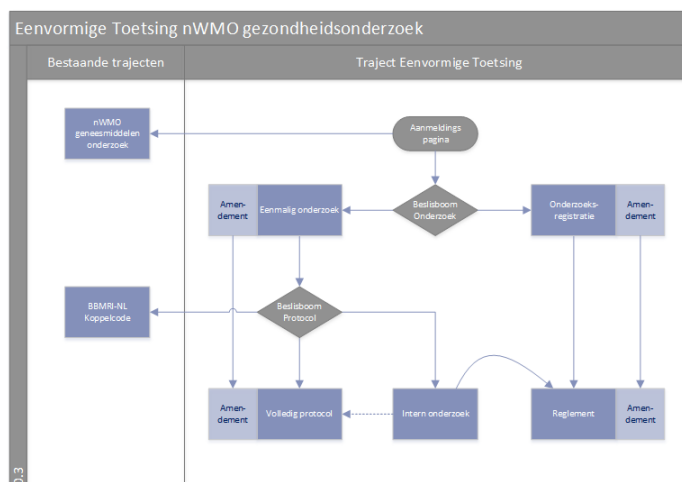 Eenvormige Toetsing nWMO gezondheidsonderzoek
Bestaande trajecten
Traject Eenvormige Toetsing
nWMO
geneesmiddelen
onderzoek
Aanmeldings
pagina
Amen-
dement
Eenmalig onderzoek
Beslisboom
Onderzoek
Onderzoeks-
registratie
Amen-
dement
BBMRI-NL
Koppelcode
Beslisboom
Protocol
Amen-
dement
Volledig protocol
Intern onderzoek
Reglement
Amen-
dement
0.3